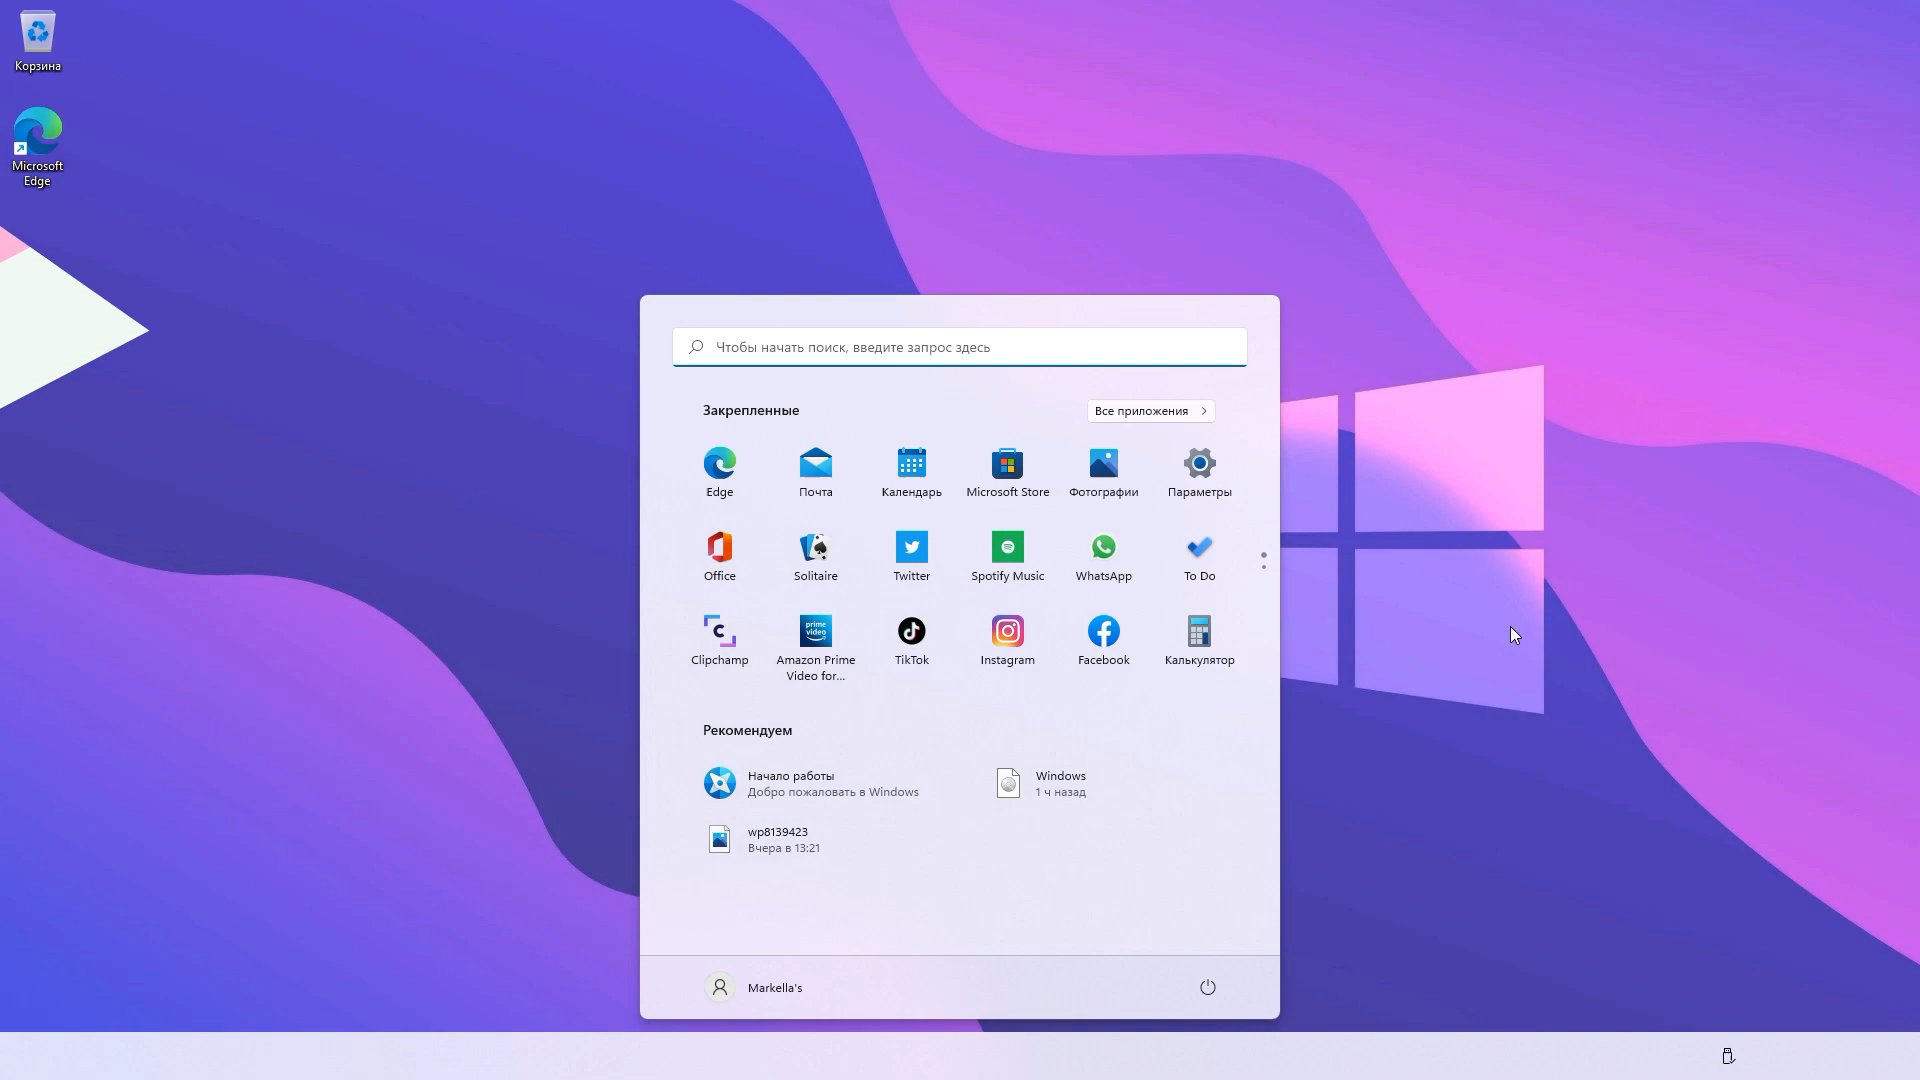 Корзина
Microsoft
Edge
Чтобы начать поиск, введите запрос здесь
Закрепленные
Все приложения
Edge
Почта
Календарь
Microsoft Store
Фотографии
Параметры
Office
Solitaire
Twitter
Spotify Music
WhatsApp
To Do
Clipchamp
prime
video
Amazon Prime
Video for...
TikTok
Instagram
Facebook
Калькулятор
Рекомендуем
Начало работы
Добро пожаловать в Windows
Windows
1 ч назад
wp8139423
Вчера в 13:21
Markella's